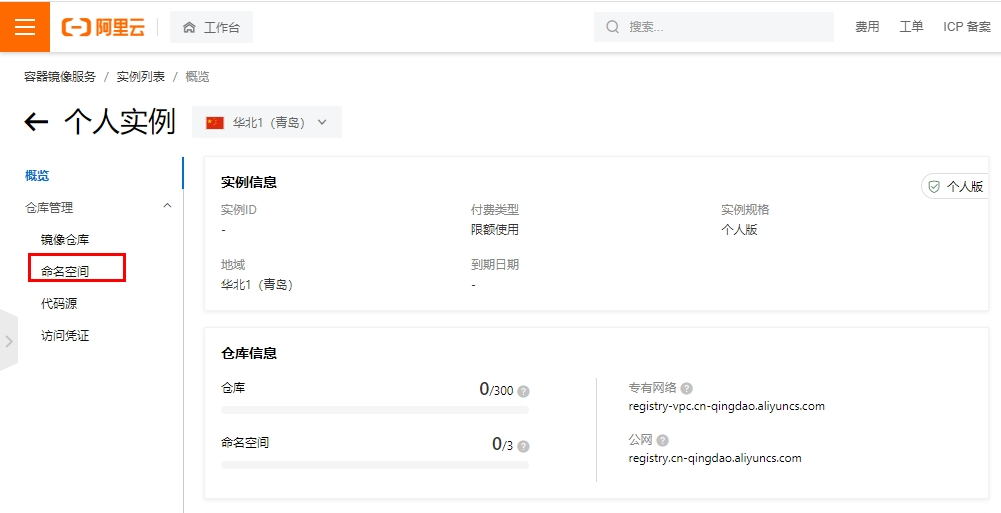 阿里云
工作台
搜索...
费用
工单
ICP 备案
容器镜像服务 / 实例列表 / 概览
个人实例
华北1（青岛）
概览
仓库管理
镜像仓库
命名空间
代码源
访问凭证
实例信息
个人版
实例ID
付费类型
实例规格
-
限额使用
个人版
地域
到期日期
华北1（青岛）
-
仓库信息
仓库
0/300
命名空间
0/3
专有网络
registry-vpc.cn-qingdao.aliyuncs.com
公网
registry.cn-qingdao.aliyuncs.com